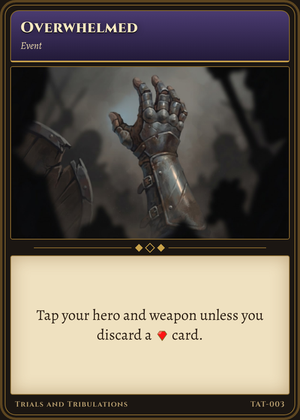 Overwhelmed
Event
Tap your hero and weapon unless you
discard a card.
Trials and Tribulations
TAT-003